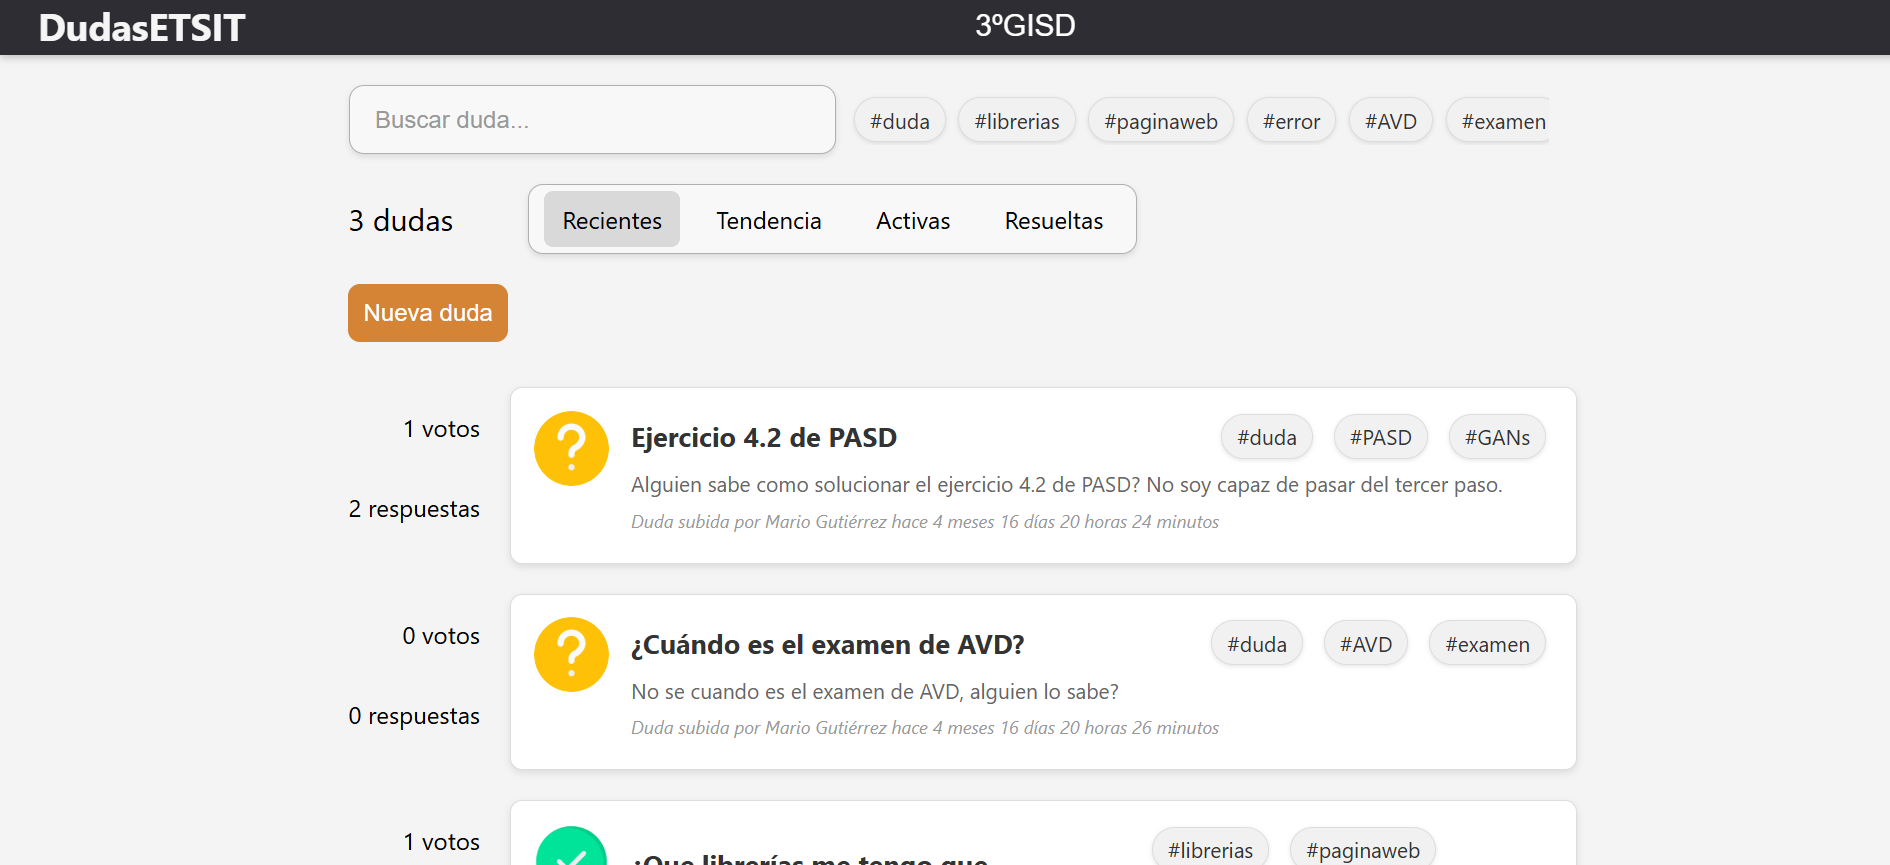 DudasETSIT
3ºGISD
Buscar duda...
#duda #librerias #paginaweb #error #AVD #examen
3 dudas
Recientes Tendencia Activas Resueltas
Nueva duda
1 votos
2 respuestas
Ejercicio 4.2 de PASD
#duda #PASD #GANs
Alguien sabe como solucionar el ejercicio 4.2 de PASD? No soy capaz de pasar del tercer paso.
Duda subida por Mario Gutiérrez hace 4 meses 16 días 20 horas 24 minutos
0 votos
0 respuestas
¿Cuándo es el examen de AVD?
#duda #AVD #examen
No se cuando es el examen de AVD, alguien lo sabe?
Duda subida por Mario Gutiérrez hace 4 meses 16 días 20 horas 26 minutos
1 votos
¿Que librerías me tengo que
#librerias #paginaweb